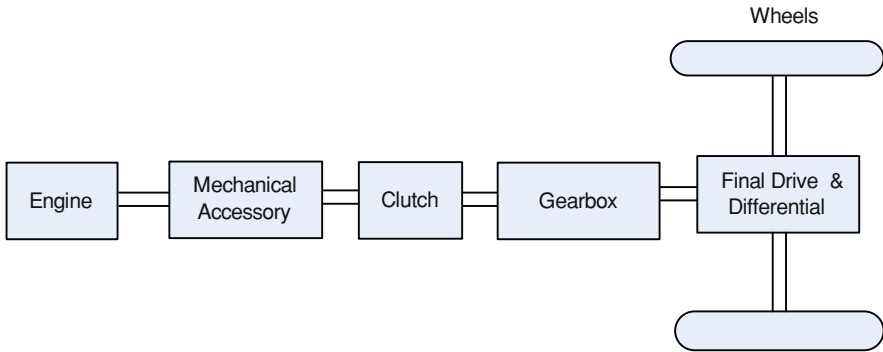 Wheels
Engine
Mechanical
Accessory
Clutch
Gearbox
Final Drive &
Differential